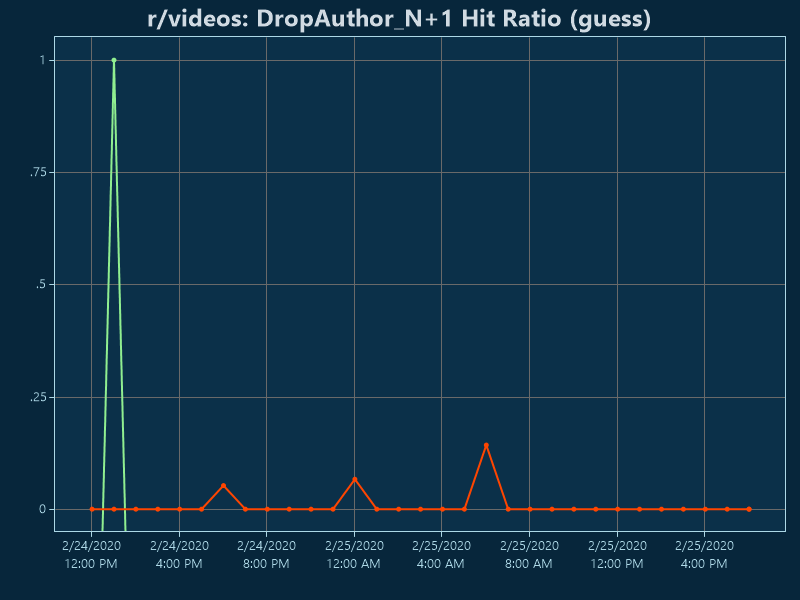 r/videos: DropAuthor_N+1 Hit Ratio (guess)
1
.75
.5
.25
0
2/24/2020 2/24/2020 2/24/2020 2/25/2020 2/25/2020 2/25/2020 2/25/2020 2/25/2020
12:00 PM 4:00 PM 8:00 PM 12:00 AM 4:00 AM 8:00 AM 12:00 PM 4:00 PM